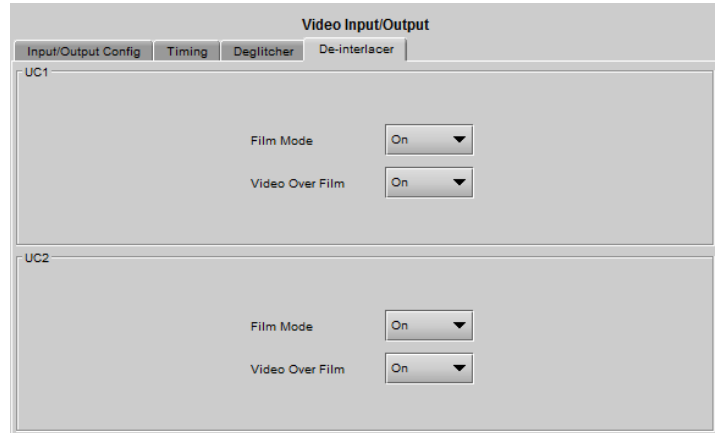 Video Input/Output
Input/Output Config Timing Deglitcher De-interlacer
UC1
Film Mode On
Video Over Film On
UC2
Film Mode On
Video Over Film On